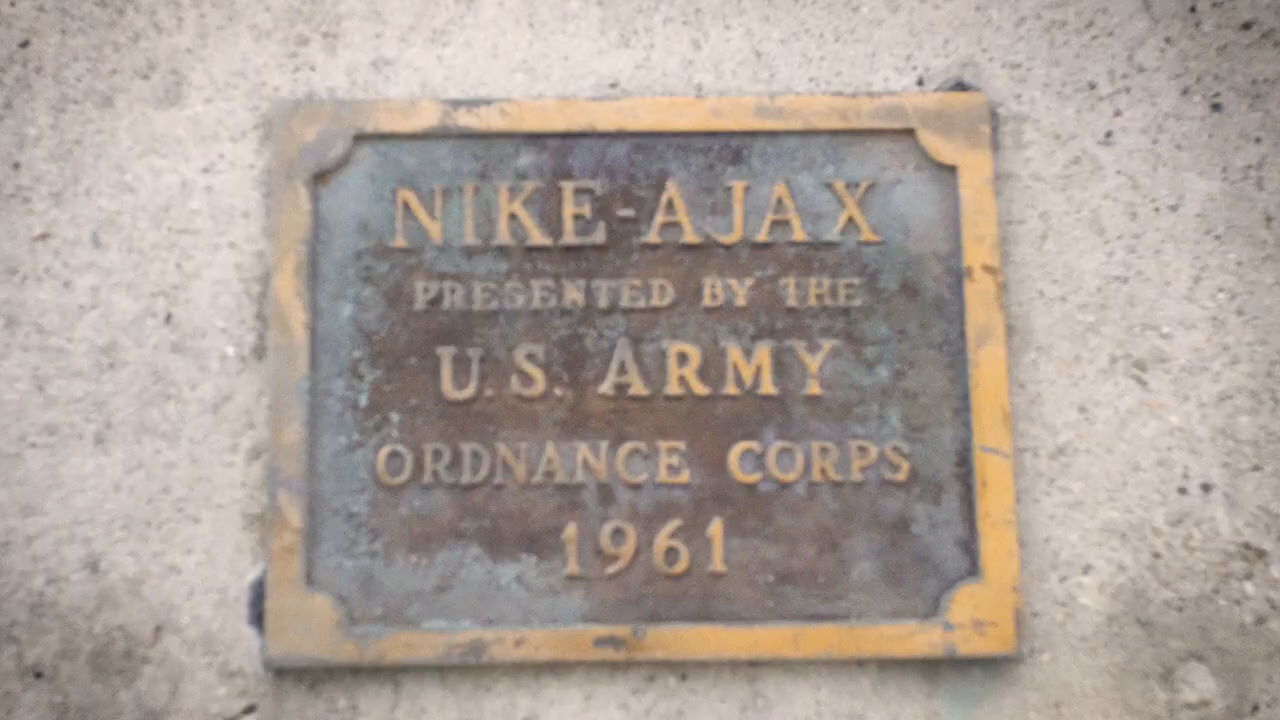 NIKE-AJAX
PRESENTED BY THE
U.S. ARMY
ORDNANCE CORPS
1961